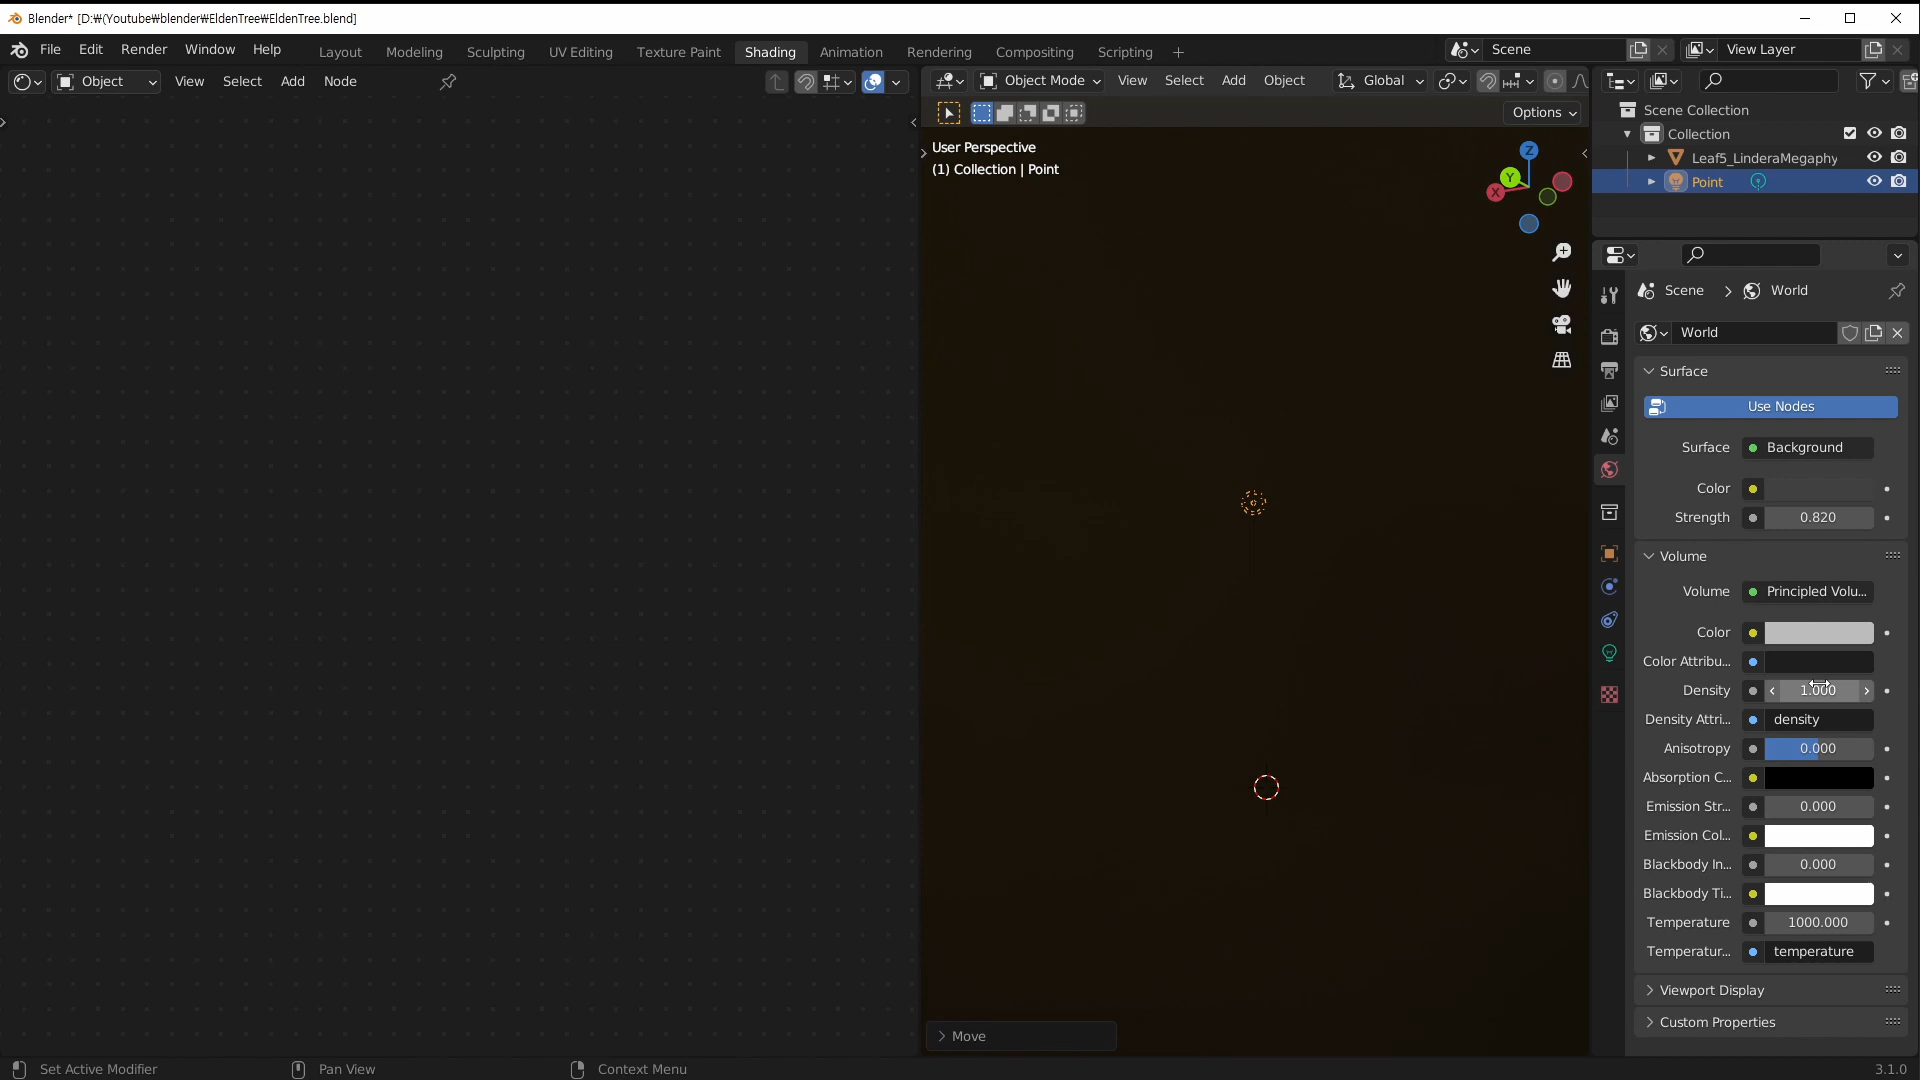 Blender* [D:₩(Youtube₩blender₩EldenTree₩EldenTree.blend]
File Edit Render Window Help Layout Modeling Sculpting UV Editing Texture Paint Shading Animation Rendering Compositing Scripting + Scene View Layer
Object View Select Add Node Object Mode View Select Add Object Global
Options
User Perspective
(1) Collection | Point
Z
Y
X
Scene Collection
Collection
Leaf5_LinderaMegaphy
Point
Scene > World
World
Surface
Use Nodes
Surface Background
Color
Strength 0.820
Volume
Volume Principled Volu...
Color
Color Attribu...
Density 1.000
Density Attri... density
Anisotropy 0.000
Absorption C...
Emission Str... 0.000
Emission Col...
Blackbody In... 0.000
Blackbody Ti...
Temperature 1000.000
Temperatur... temperature
Viewport Display
Custom Properties
Move
Set Active Modifier Pan View Context Menu 3.1.0